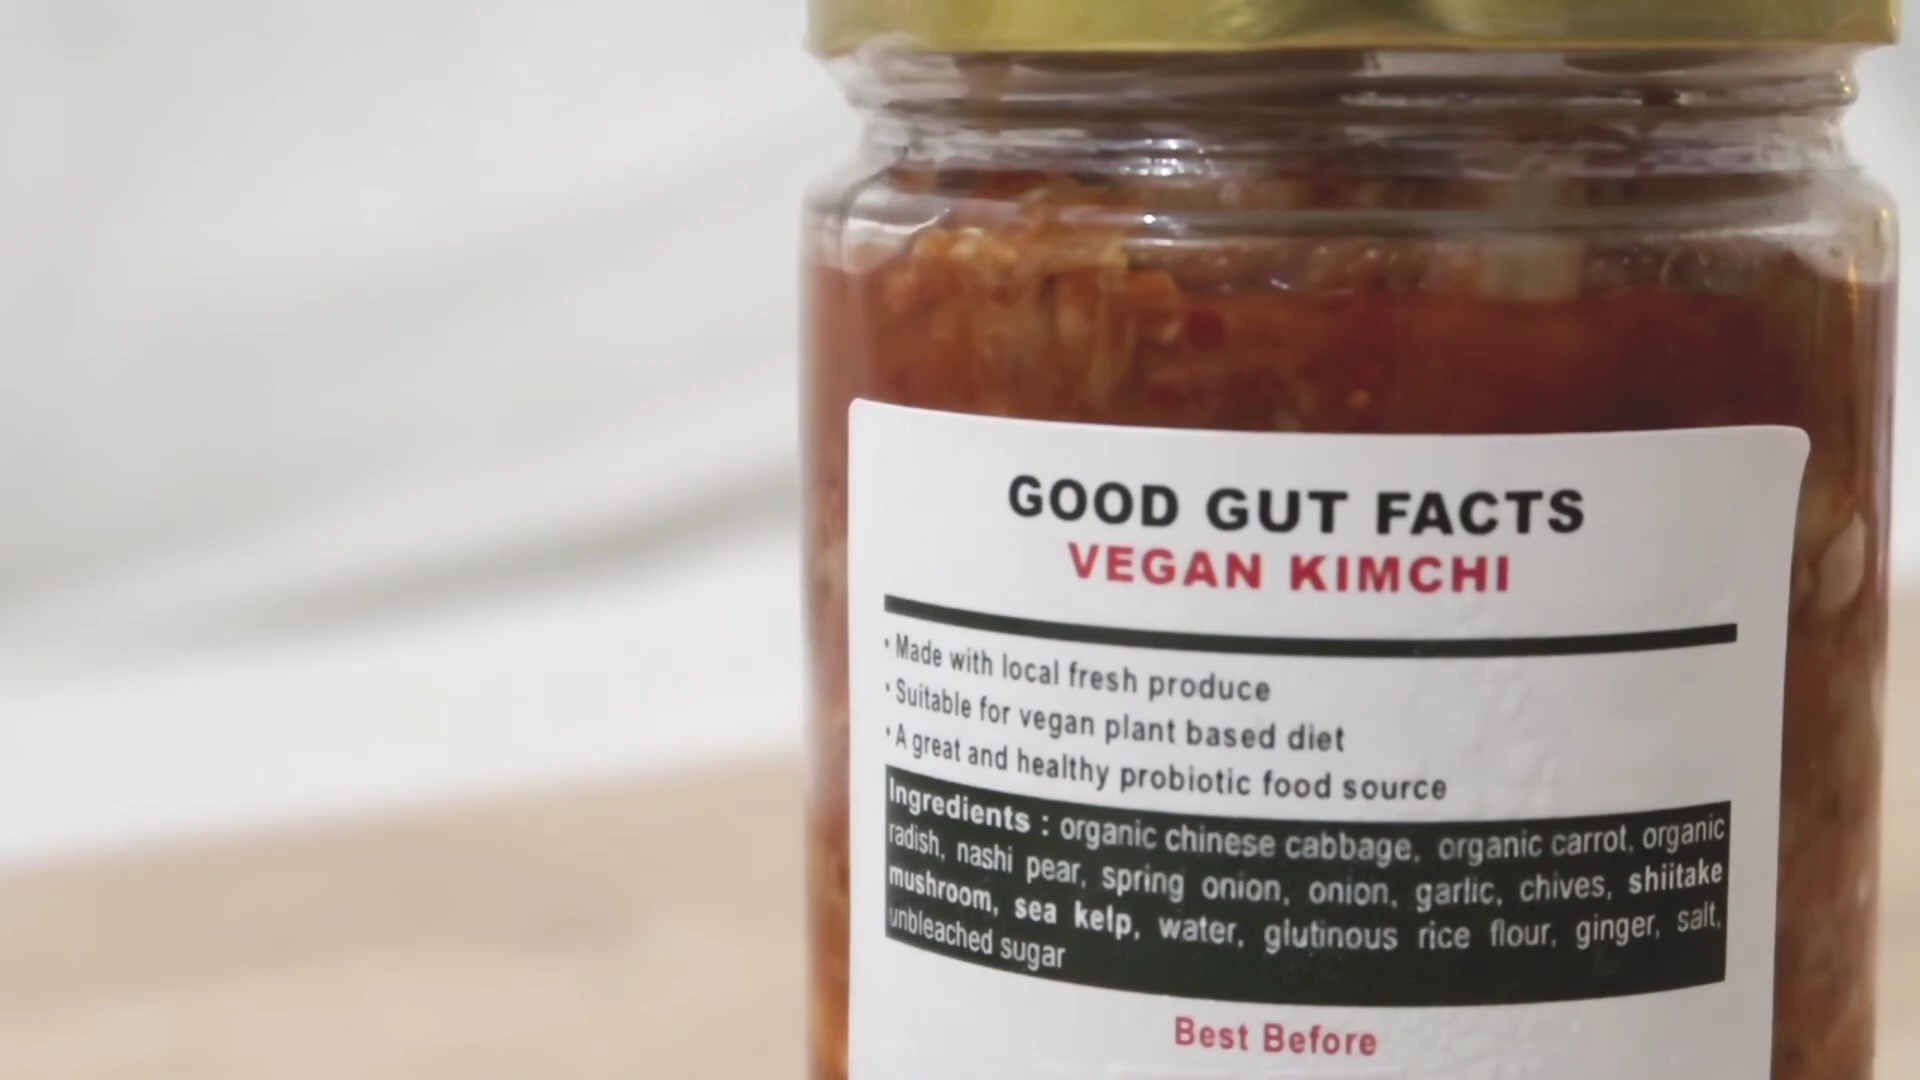 GOOD GUT FACTS
VEGAN KIMCHI
• Made with local fresh produce
• Suitable for vegan plant based diet
• A great and healthy probiotic food source
Ingredients : organic chinese cabbage, organic carrot, organic
radish, nashi pear, spring onion, onion, garlic, chives, shiitake
mushroom, sea kelp, water, glutinous rice flour, ginger, salt,
unbleached sugar
Best Before